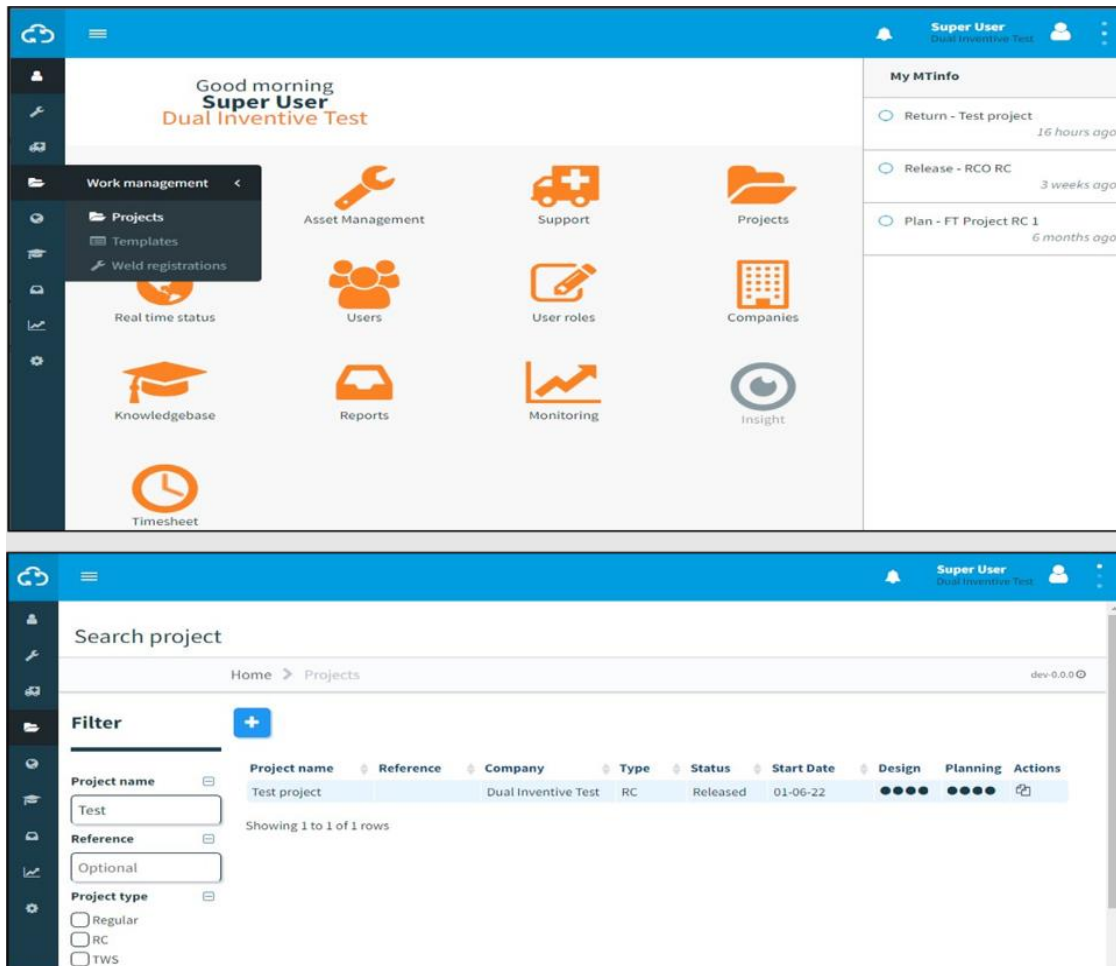 Super User
Dual Inventive Test
Good morning
Super User
Dual Inventive Test
My MTinfo
Return - Test project
16 hours ago
Release - RCO RC
3 weeks ago
Plan - FT Project RC 1
6 months ago
Work management <
Projects
Templates
Weld registrations
Asset Management
Support
Projects
Real time status
Users
User roles
Companies
Knowledgebase
Reports
Monitoring
Insight
Timesheet
Super User
Dual Inventive Test
Search project
Home > Projects
dev-0.0.0
Filter
Project name
Test
Reference
Optional
Project type
Regular
RC
TWS
+
Project name Reference Company Type Status Start Date Design Planning Actions
Test project Dual Inventive Test RC Released 01-06-22
Showing 1 to 1 of 1 rows